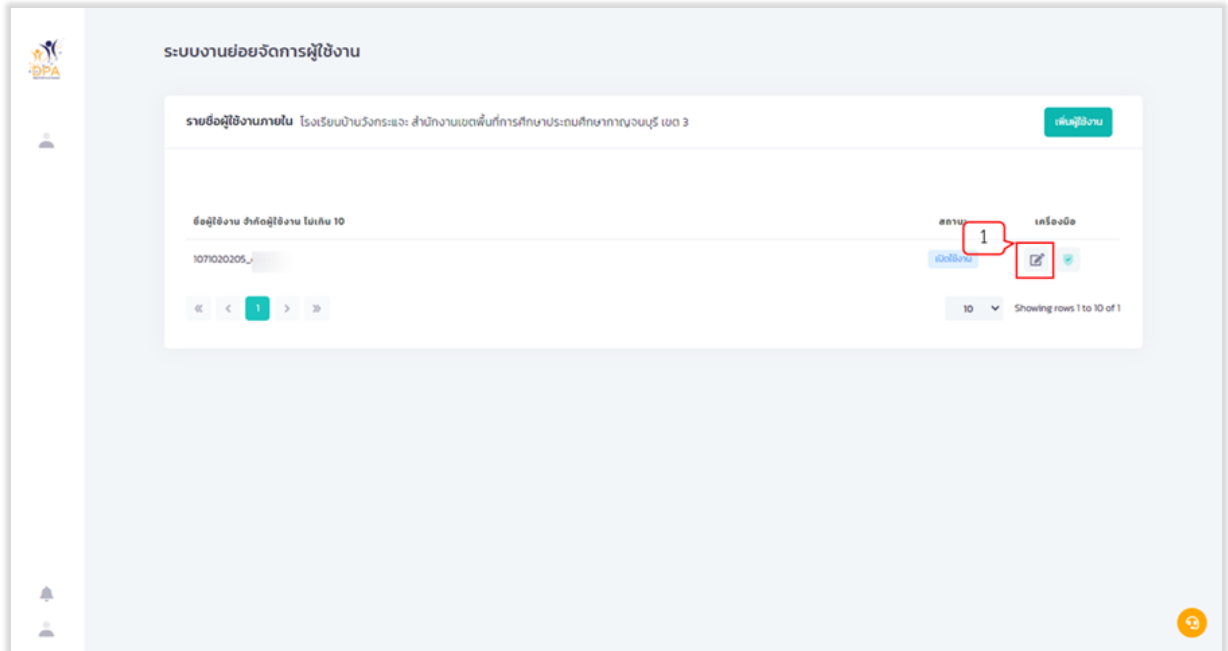 DPA
ระบบงานย่อยจัดการผู้ใช้งาน
รายชื่อผู้ใช้งานภายใน โรงเรียนบ้านวังกระแจะ สำนักงานเขตพื้นที่การศึกษาประถมศึกษากาญจนบุรี เขต 3
เพิ่มผู้ใช้งาน
ชื่อผู้ใช้งาน จำกัดผู้ใช้งาน ไม่เกิน 10 สถานะ เครื่องมือ
1
1071020205_ เปิดใช้งาน
« < 1 > » 10 Showing rows 1 to 10 of 1